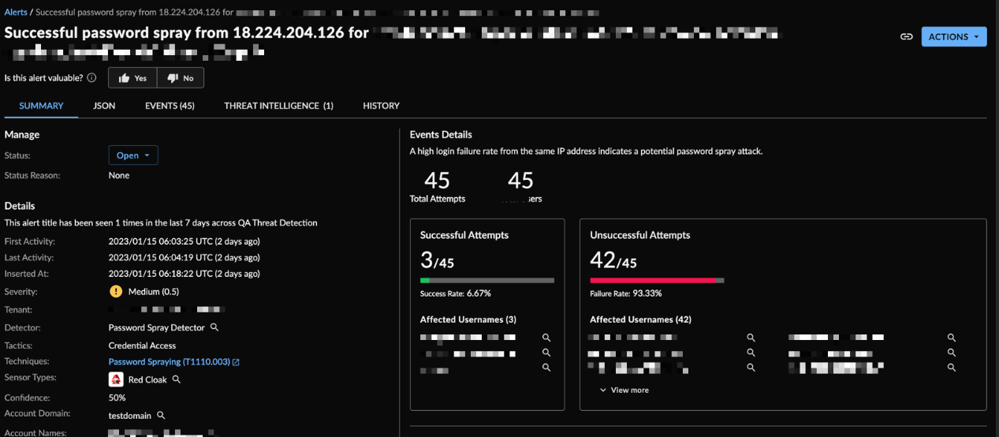 Alerts / Successful password spray from 18.224.204.126 for
Successful password spray from 18.224.204.126 for
ACTIONS
Is this alert valuable? Yes No
SUMMARY JSON EVENTS (45) THREAT INTELLIGENCE (1) HISTORY
Manage
Status: Open
Status Reason: None
Details
This alert title has been seen 1 times in the last 7 days across QA Threat Detection
First Activity: 2023/01/15 06:03:25 UTC (2 days ago)
Last Activity: 2023/01/15 06:04:19 UTC (2 days ago)
Inserted At: 2023/01/15 06:18:22 UTC (2 days ago)
Severity: Medium (0.5)
Tenant:
Detector: Password Spray Detector
Tactics: Credential Access
Techniques: Password Spraying (T1110.003)
Sensor Types: Red Cloak
Confidence: 50%
Account Domain: testdomain
Account Names:
Events Details
A high login failure rate from the same IP address indicates a potential password spray attack.
45 45
Total Attempts
Successful Attempts
3/45
Success Rate: 6.67%
Affected Usernames (3)
Unsuccessful Attempts
42/45
Failure Rate: 93.33%
Affected Usernames (42)
View more